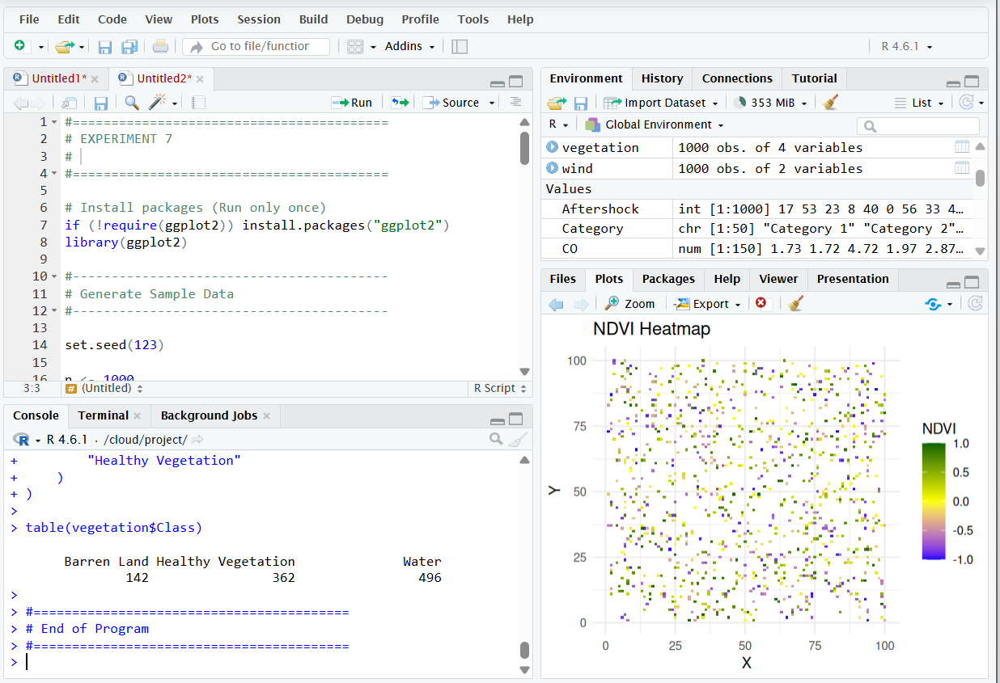 File Edit Code View Plots Session Build Debug Profile Tools Help
Go to file/function Addins R 4.6.1
Untitled1* Untitled2*
Run Source
1 #=========================================
2 # EXPERIMENT 7
3 #
4 #=========================================
5
6 # Install packages (Run only once)
7 if (!require(ggplot2)) install.packages("ggplot2")
8 library(ggplot2)
9
10 #-----------------------------------------
11 # Generate Sample Data
12 #-----------------------------------------
13
14 set.seed(123)
15
16 n <- 1000
3:3 # (Untitled) R Script
Console Terminal Background Jobs
R 4.6.1 · /cloud/project/
+ "Healthy Vegetation"
+ )
+ )
>
> table(vegetation$Class)
Barren Land Healthy Vegetation Water
142 362 496
>
> #=========================================
> # End of Program
> #=========================================
>
Environment History Connections Tutorial
Import Dataset 353 MiB List
R Global Environment
vegetation 1000 obs. of 4 variables
wind 1000 obs. of 2 variables
Values
Aftershock int [1:1000] 17 53 23 8 40 0 56 33 4…
Category chr [1:50] "Category 1" "Category 2"…
CO num [1:150] 1.73 1.72 4.72 1.97 2.87…
Files Plots Packages Help Viewer Presentation
Zoom Export
NDVI Heatmap
100
75
50
25
0
Y
0 25 50 75 100
X
NDVI
1.0
0.5
0.0
-0.5
-1.0